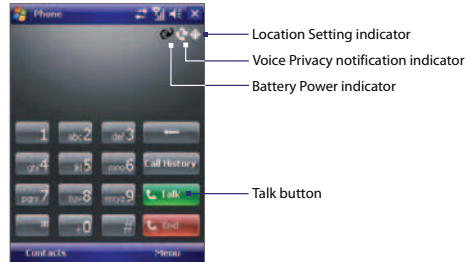 Phone
Location Setting indicator
Voice Privacy notification indicator
Battery Power indicator
1 abc2 def3
ghi4 jkl5 mno6 Call History
pqrs7 tuv8 wxyz9 Talk
Talk button
* +0 # End
Contacts Menu